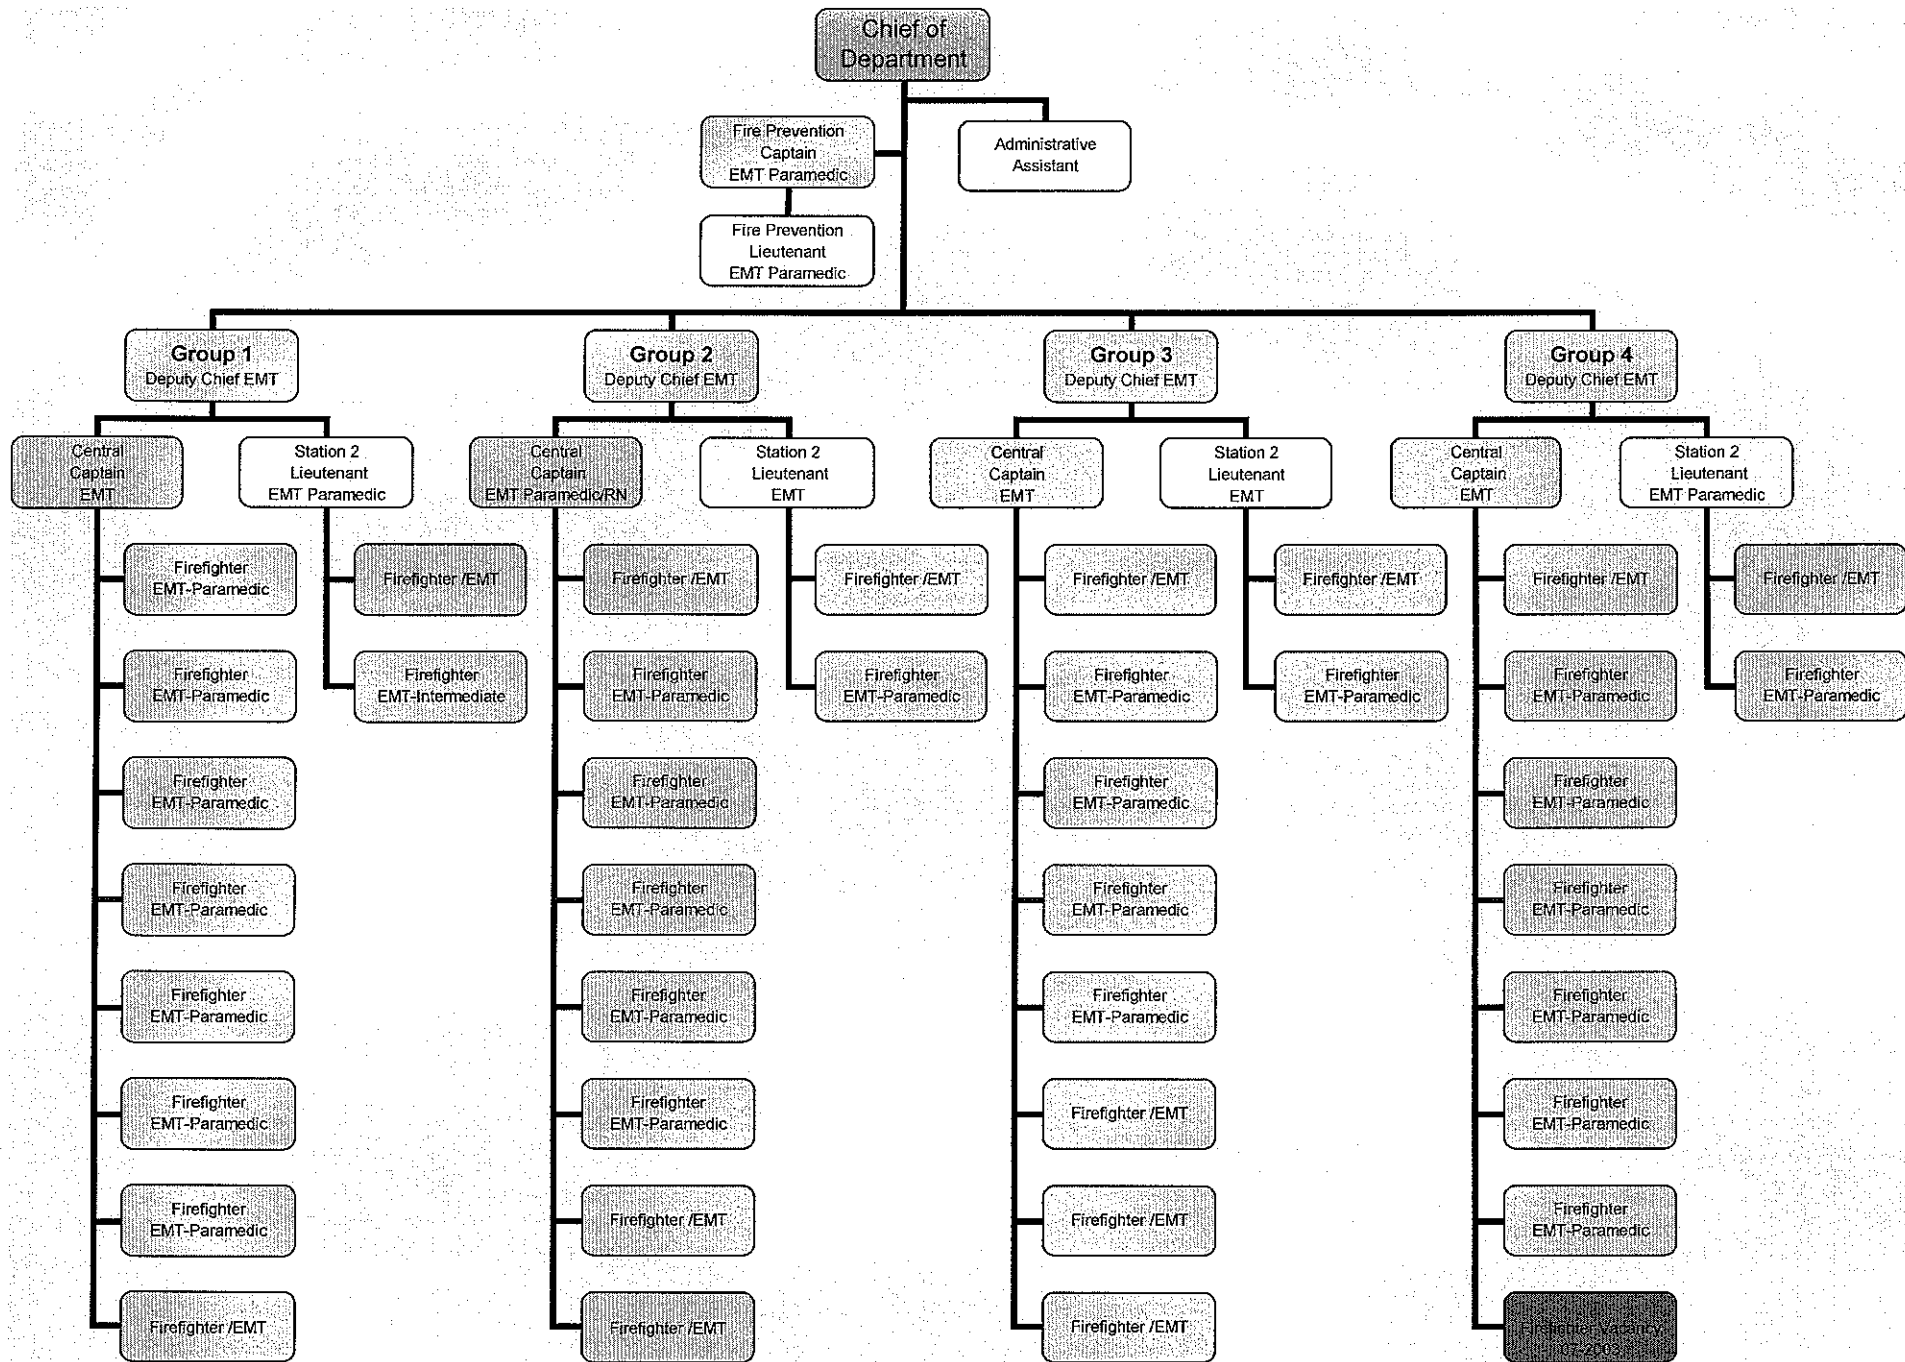 Chief of
Department
Fire Prevention
Captain
EMT Paramedic
Administrative
Assistant
Fire Prevention
Lieutenant
EMT Paramedic
Group 1
Deputy Chief EMT
Group 2
Deputy Chief EMT
Group 3
Deputy Chief EMT
Group 4
Deputy Chief EMT
Central
Captain
EMT
Station 2
Lieutenant
EMT Paramedic
Central
Captain
EMT Paramedic/RN
Station 2
Lieutenant
EMT
Central
Captain
EMT
Station 2
Lieutenant
EMT
Central
Captain
EMT
Station 2
Lieutenant
EMT Paramedic
Firefighter
EMT-Paramedic
Firefighter /EMT
Firefighter /EMT
Firefighter /EMT
Firefighter /EMT
Firefighter /EMT
Firefighter /EMT
Firefighter /EMT
Firefighter
EMT-Paramedic
Firefighter
EMT-Intermediate
Firefighter
EMT-Paramedic
Firefighter
EMT-Paramedic
Firefighter
EMT-Paramedic
Firefighter
EMT-Paramedic
Firefighter
EMT-Paramedic
Firefighter
EMT-Paramedic
Firefighter
EMT-Paramedic
Firefighter
EMT-Paramedic
Firefighter
EMT-Paramedic
Firefighter
EMT-Paramedic
Firefighter
EMT-Paramedic
Firefighter
EMT-Paramedic
Firefighter
EMT-Paramedic
Firefighter
EMT-Paramedic
Firefighter
EMT-Paramedic
Firefighter
EMT-Paramedic
Firefighter
EMT-Paramedic
Firefighter
EMT-Paramedic
Firefighter
EMT-Paramedic
Firefighter
EMT-Paramedic
Firefighter /EMT
Firefighter
EMT-Paramedic
Firefighter
EMT-Paramedic
Firefighter /EMT
Firefighter /EMT
Firefighter
EMT-Paramedic
Firefighter /EMT
Firefighter /EMT
Firefighter /EMT
Firefighter Vacancy